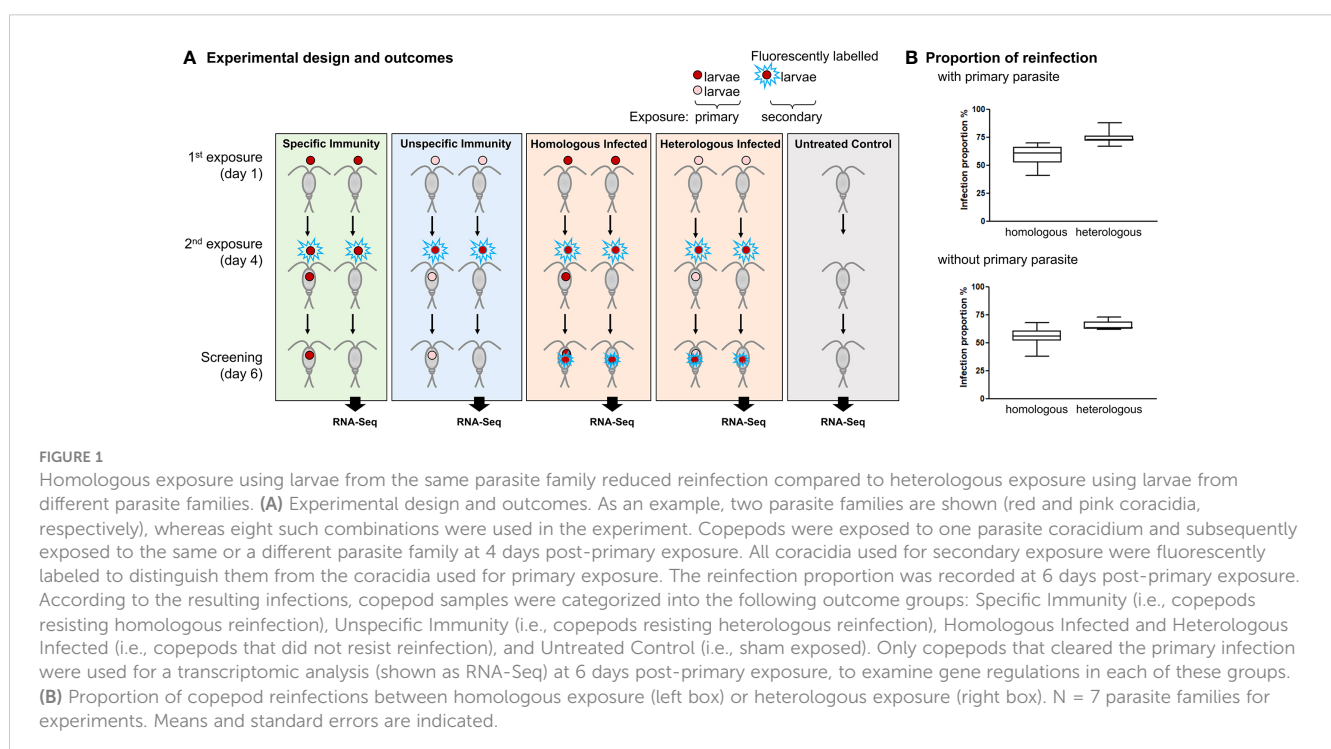 A Experimental design and outcomes
Fluorescently labelled
larvae
larvae
larvae
Exposure: primary secondary
Specific Immunity
Unspecific Immunity
Homologous Infected
Heterologous Infected
Untreated Control
1st exposure
(day 1)
2nd exposure
(day 4)
Screening
(day 6)
RNA-Seq
RNA-Seq
RNA-Seq
RNA-Seq
RNA-Seq
B Proportion of reinfection
with primary parasite
Infection proportion %
100
75
50
25
0
homologous heterologous
without primary parasite
Infection proportion %
100
75
50
25
0
homologous heterologous
FIGURE 1
Homologous exposure using larvae from the same parasite family reduced reinfection compared to heterologous exposure using larvae from
different parasite families. (A) Experimental design and outcomes. As an example, two parasite families are shown (red and pink coracidia,
respectively), whereas eight such combinations were used in the experiment. Copepods were exposed to one parasite coracidium and subsequently
exposed to the same or a different parasite family at 4 days post-primary exposure. All coracidia used for secondary exposure were fluorescently
labeled to distinguish them from the coracidia used for primary exposure. The reinfection proportion was recorded at 6 days post-primary exposure.
According to the resulting infections, copepod samples were categorized into the following outcome groups: Specific Immunity (i.e., copepods
resisting homologous reinfection), Unspecific Immunity (i.e., copepods resisting heterologous reinfection), Homologous Infected and Heterologous
Infected (i.e., copepods that did not resist reinfection), and Untreated Control (i.e., sham exposed). Only copepods that cleared the primary infection
were used for a transcriptomic analysis (shown as RNA-Seq) at 6 days post-primary exposure, to examine gene regulations in each of these groups.
(B) Proportion of copepod reinfections between homologous exposure (left box) or heterologous exposure (right box). N = 7 parasite families for
experiments. Means and standard errors are indicated.